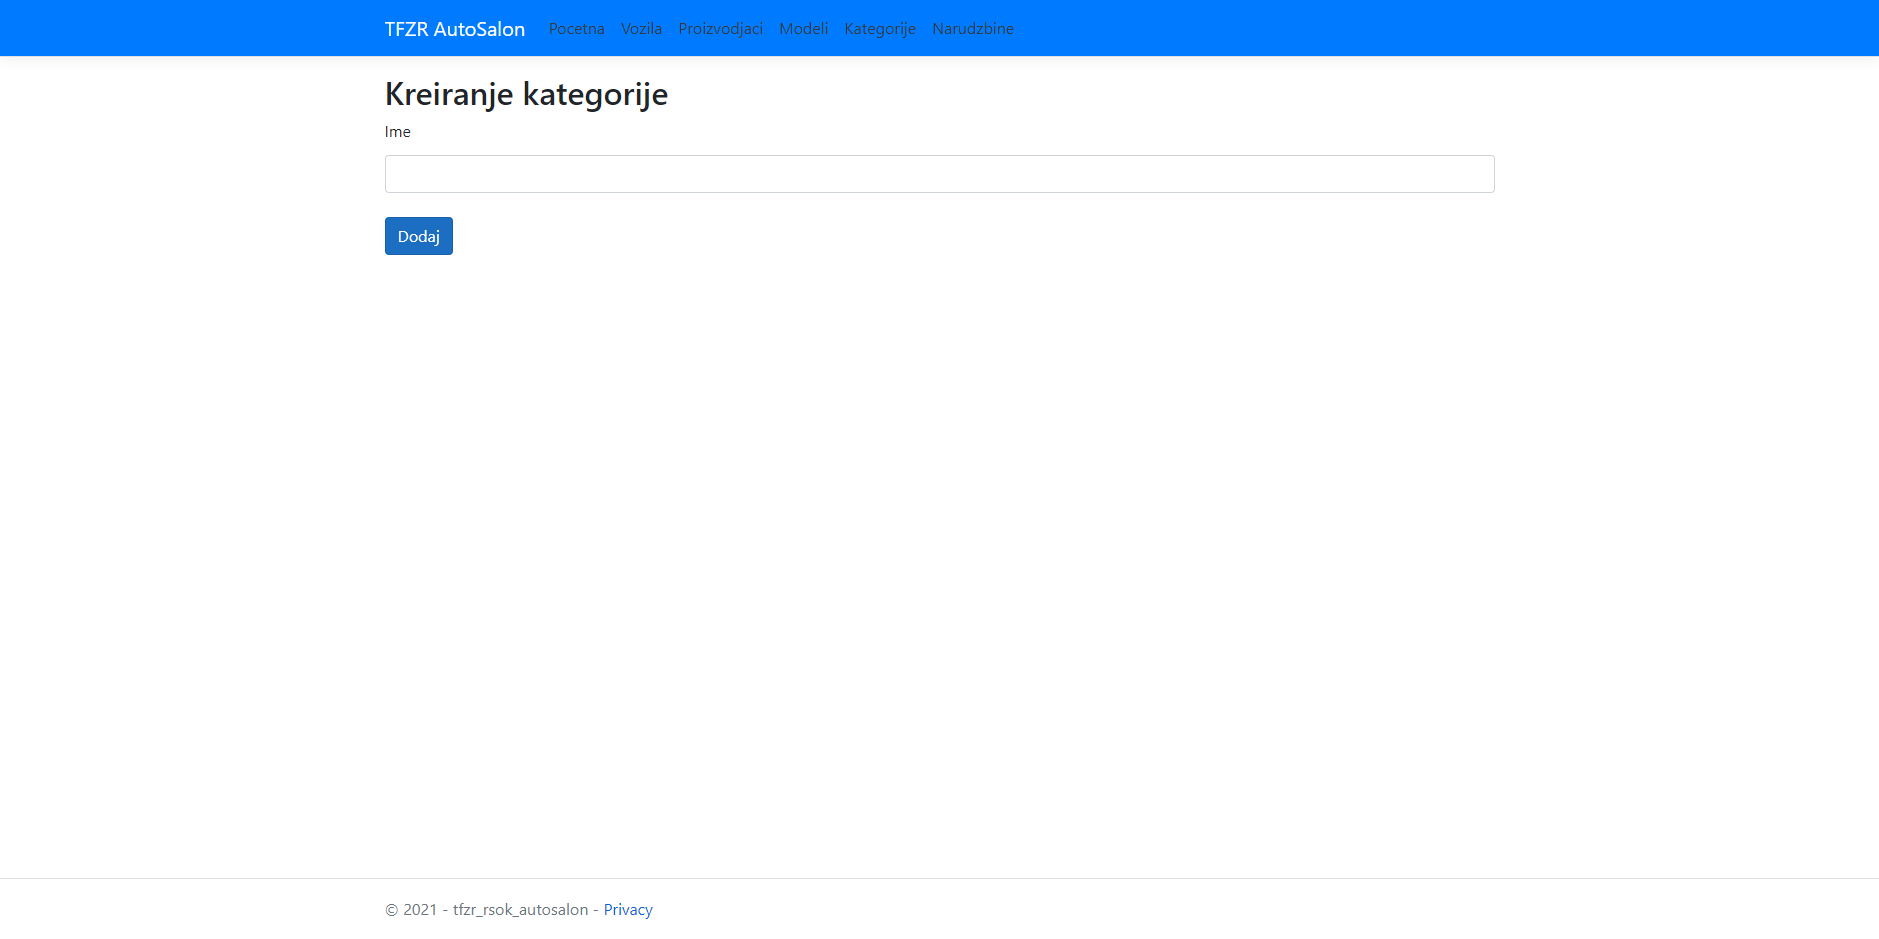 TFZR AutoSalon Pocetna Vozila Proizvodjaci Modeli Kategorije Narudzbine
Kreiranje kategorije
Ime
Dodaj
© 2021 - tfzr_rsok_autosalon - Privacy